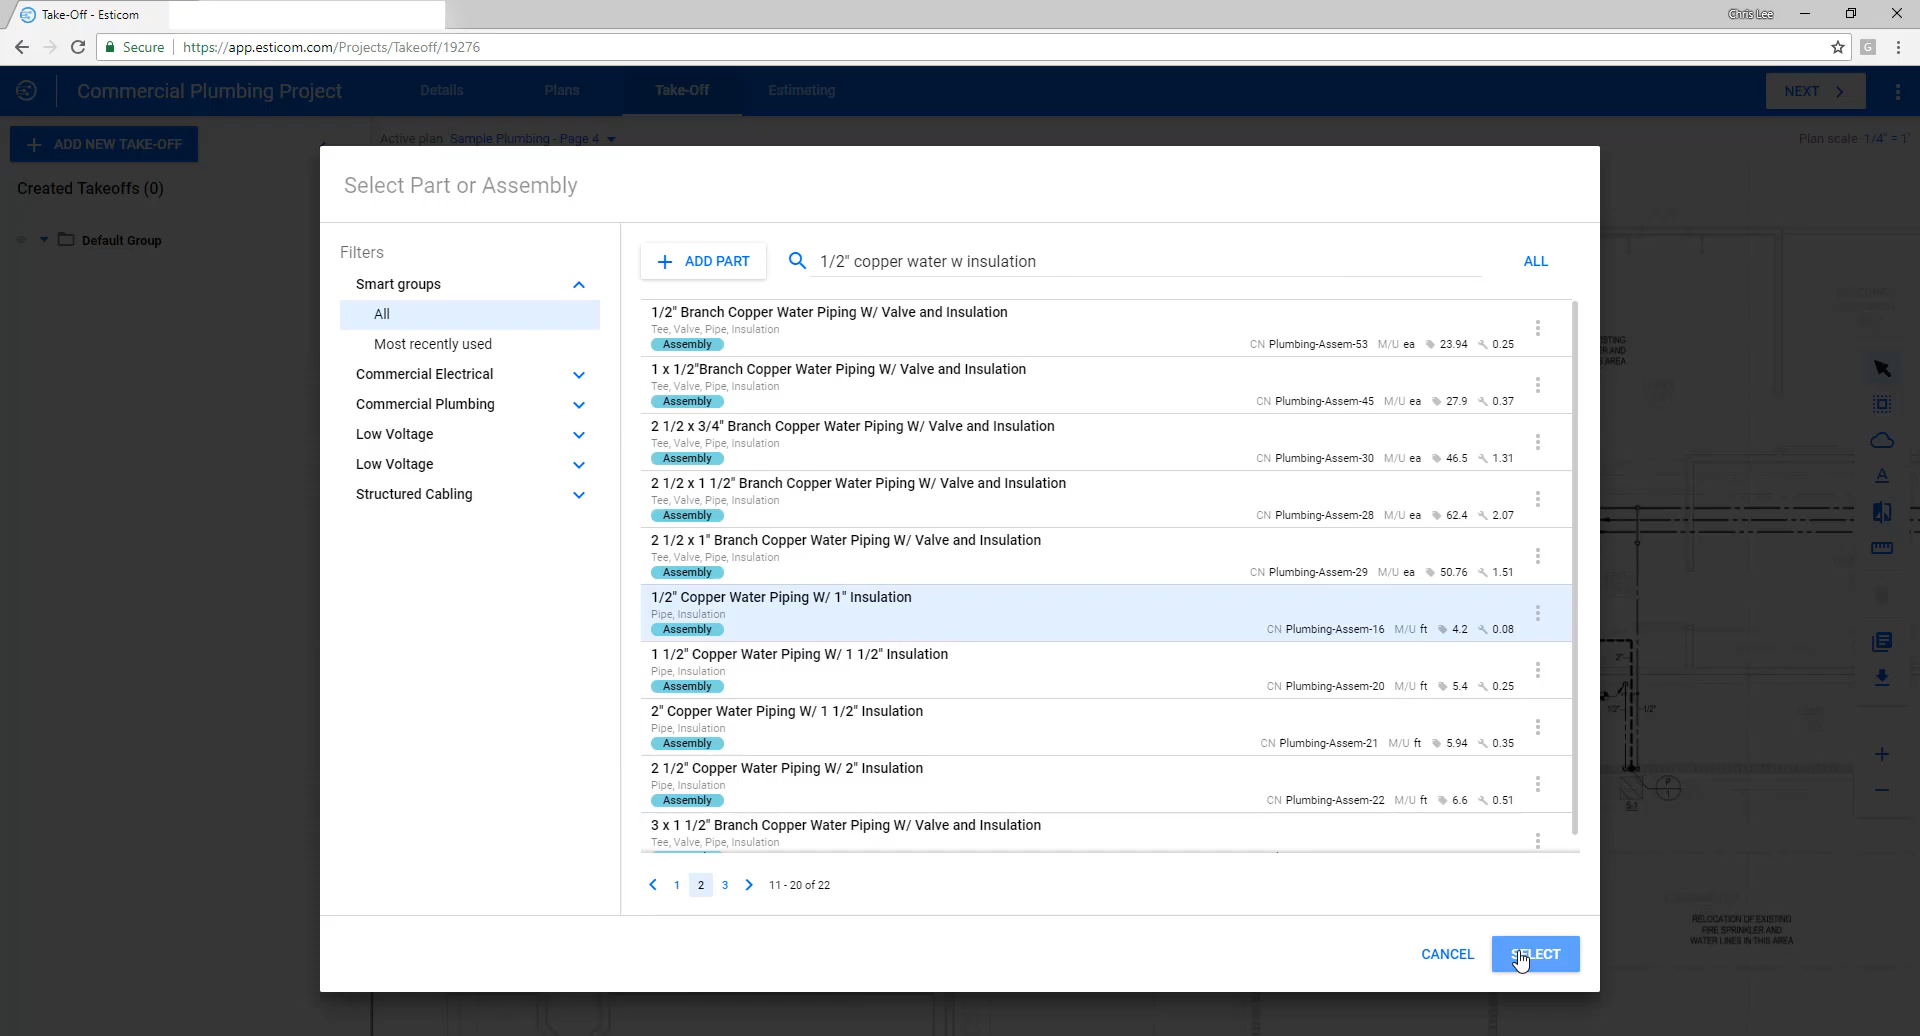 Take-Off - Esticom
Chris Lee
Secure
https://app.esticom.com/Projects/Takeoff/19276
G
Commercial Plumbing Project
Details
Plans
Take-Off
Estimating
NEXT
ADD NEW TAKE-OFF
Active plan Sample Plumbing - Page 4
Plan scale 1/4" = 1'
Created Takeoffs (0)
Default Group
Select Part or Assembly
Filters
Smart groups
All
Most recently used
Commercial Electrical
Commercial Plumbing
Low Voltage
Low Voltage
Structured Cabling
ADD PART
1/2" copper water w insulation
ALL
1/2" Branch Copper Water Piping W/ Valve and Insulation
Tee, Valve, Pipe, Insulation
Assembly
CN Plumbing-Assem-53 M/U ea 23.94 0.25
1 x 1/2"Branch Copper Water Piping W/ Valve and Insulation
Tee, Valve, Pipe, Insulation
Assembly
CN Plumbing-Assem-45 M/U ea 27.9 0.37
2 1/2 x 3/4" Branch Copper Water Piping W/ Valve and Insulation
Tee, Valve, Pipe, Insulation
Assembly
CN Plumbing-Assem-30 M/U ea 46.5 1.31
2 1/2 x 1 1/2" Branch Copper Water Piping W/ Valve and Insulation
Tee, Valve, Pipe, Insulation
Assembly
CN Plumbing-Assem-28 M/U ea 62.4 2.07
2 1/2 x 1" Branch Copper Water Piping W/ Valve and Insulation
Tee, Valve, Pipe, Insulation
Assembly
CN Plumbing-Assem-29 M/U ea 50.76 1.51
1/2" Copper Water Piping W/ 1" Insulation
Pipe, Insulation
Assembly
CN Plumbing-Assem-16 M/U ft 4.2 0.08
1 1/2" Copper Water Piping W/ 1 1/2" Insulation
Pipe, Insulation
Assembly
CN Plumbing-Assem-20 M/U ft 5.4 0.25
2" Copper Water Piping W/ 1 1/2" Insulation
Pipe, Insulation
Assembly
CN Plumbing-Assem-21 M/U ft 5.94 0.35
2 1/2" Copper Water Piping W/ 2" Insulation
Pipe, Insulation
Assembly
CN Plumbing-Assem-22 M/U ft 6.6 0.51
3 x 1 1/2" Branch Copper Water Piping W/ Valve and Insulation
Tee, Valve, Pipe, Insulation
1 2 3 11 - 20 of 22
CANCEL
SELECT
A
2"
1/2"
1/2"
P
1
RELOCATION OF EXISTING
FIRE SPRINKLER AND
WATER LINES IN THIS AREA